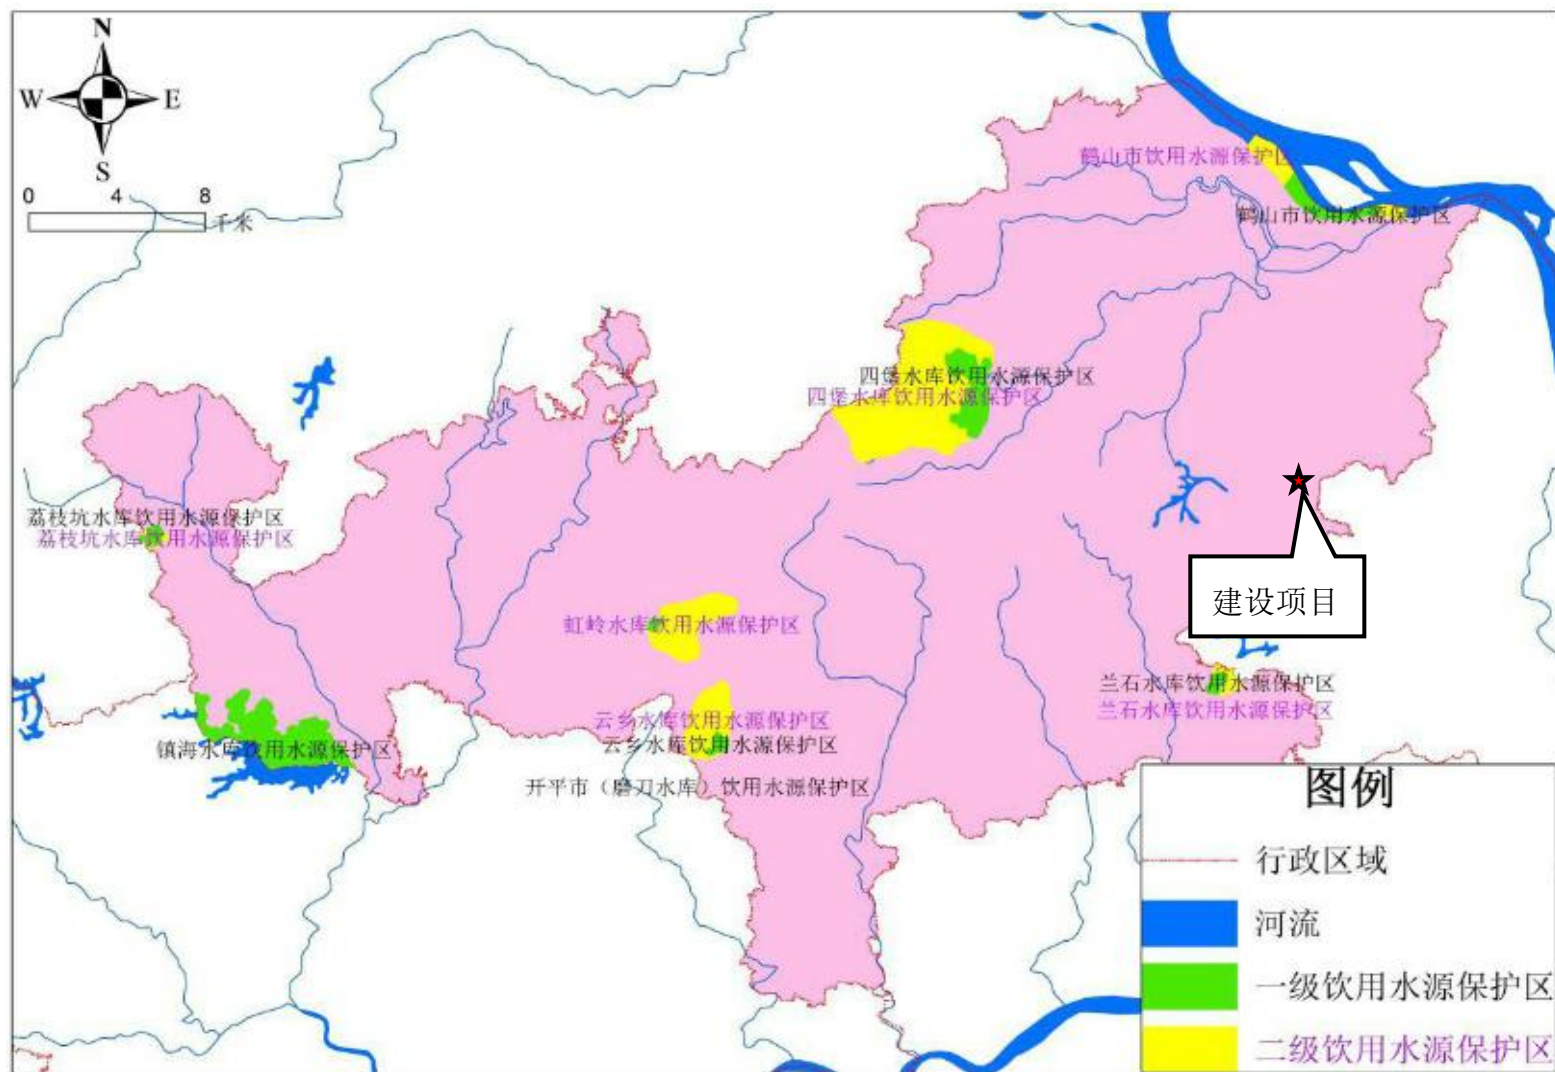 N
W
E
S
0 4 8
千米
鹤山市饮用水源保护区
鹤山市饮用水源保护区
四堡水库饮用水源保护区
四堡水库饮用水源保护区
荔枝坑水库饮用水源保护区
荔枝坑水库饮用水源保护区
建设项目
虹岭水库饮用水源保护区
兰石水库饮用水源保护区
兰石水库饮用水源保护区
云乡水库饮用水源保护区
云乡水库饮用水源保护区
镇海水库饮用水源保护区
开平市（磨刀水库）饮用水源保护区
图例
行政区域
河流
一级饮用水源保护区
二级饮用水源保护区